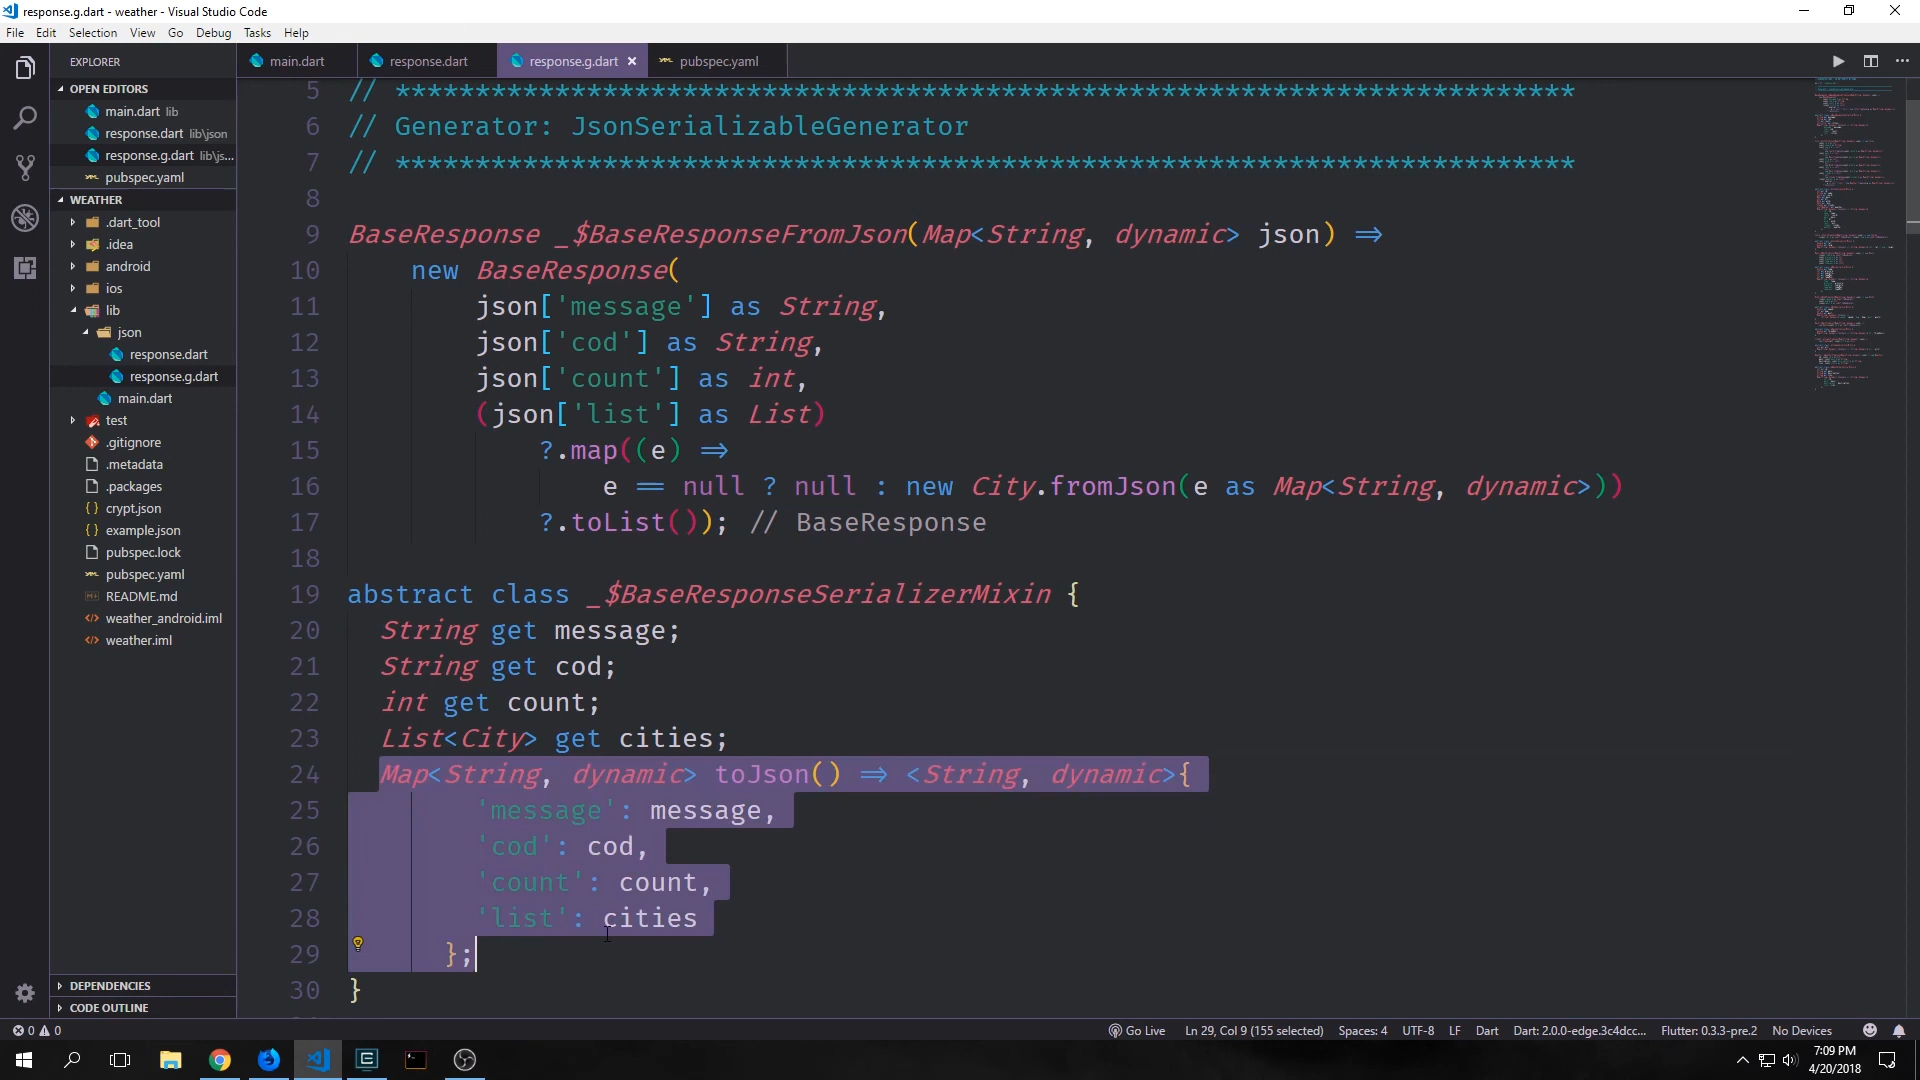 response.g.dart - weather - Visual Studio Code
File Edit Selection View Go Debug Tasks Help
EXPLORER
OPEN EDITORS
main.dart lib
response.dart lib\json
response.g.dart lib\js...
pubspec.yaml
WEATHER
.dart_tool
.idea
android
ios
lib
json
response.dart
response.g.dart
main.dart
test
.gitignore
.metadata
.packages
crypt.json
example.json
pubspec.lock
pubspec.yaml
README.md
weather_android.iml
weather.iml
DEPENDENCIES
CODE OUTLINE
main.dart response.dart response.g.dart pubspec.yaml
5 // **************************************************************************
6 // Generator: JsonSerializableGenerator
7 // **************************************************************************
8
9 BaseResponse _$BaseResponseFromJson(Map<String, dynamic> json) =>
10 new BaseResponse(
11 json['message'] as String,
12 json['cod'] as String,
13 json['count'] as int,
14 (json['list'] as List)
15 ?.map((e) =>
16 e == null ? null : new City.fromJson(e as Map<String, dynamic>))
17 ?.toList()); // BaseResponse
18
19 abstract class _$BaseResponseSerializerMixin {
20 String get message;
21 String get cod;
22 int get count;
23 List<City> get cities;
24 Map<String, dynamic> toJson() => <String, dynamic>{
25 'message': message,
26 'cod': cod,
27 'count': count,
28 'list': cities
29 };
30 }
0 0 Go Live Ln 29, Col 9 (155 selected) Spaces: 4 UTF-8 LF Dart Dart: 2.0.0-edge.3c4dcc... Flutter: 0.3.3-pre.2 No Devices
7:09 PM
4/20/2018